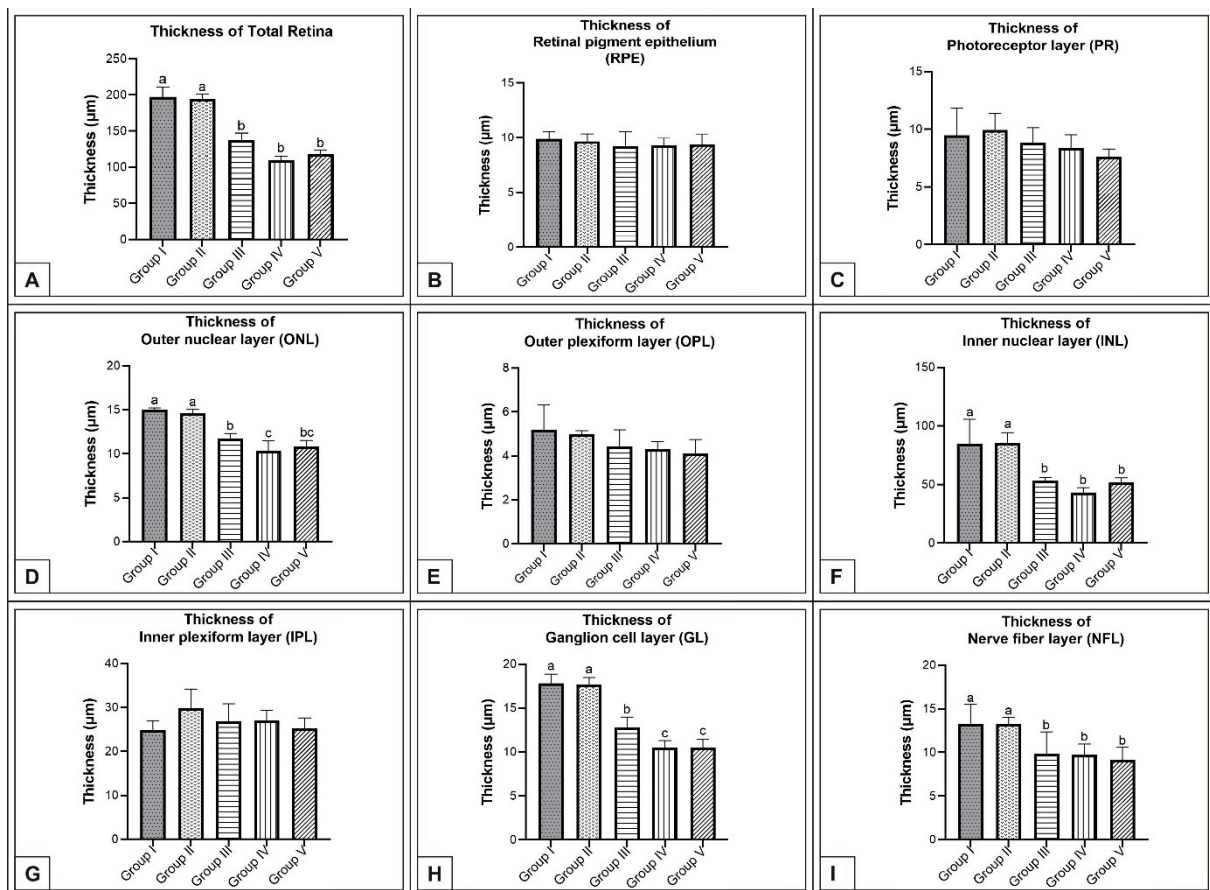 Thickness of Total Retina
Thickness (µm)
250
200
150
100
50
0
a
a
b
b
b
Group I
Group II
Group III
Group IV
Group V
A
Thickness of
Retinal pigment epithelium
(RPE)
Thickness (µm)
15
10
5
0
Group I
Group II
Group III
Group IV
Group V
B
Thickness of
Photoreceptor layer (PR)
Thickness (µm)
15
10
5
0
Group I
Group II
Group III
Group IV
Group V
C
Thickness of
Outer nuclear layer (ONL)
Thickness (µm)
20
15
10
5
0
a
a
b
c
bc
Group I
Group II
Group III
Group IV
Group V
D
Thickness of
Outer plexiform layer (OPL)
Thickness (µm)
8
6
4
2
0
Group I
Group II
Group III
Group IV
Group V
E
Thickness of
Inner nuclear layer (INL)
Thickness (µm)
150
100
50
0
a
a
b
b
b
Group I
Group II
Group III
Group IV
Group V
F
Thickness of
Inner plexiform layer (IPL)
Thickness (µm)
40
30
20
10
0
Group I
Group II
Group III
Group IV
Group V
G
Thickness of
Ganglion cell layer (GL)
Thickness (µm)
20
15
10
5
0
a
a
b
c
c
Group I
Group II
Group III
Group IV
Group V
H
Thickness of
Nerve fiber layer (NFL)
Thickness (µm)
20
15
10
5
0
a
a
b
b
b
Group I
Group II
Group III
Group IV
Group V
I